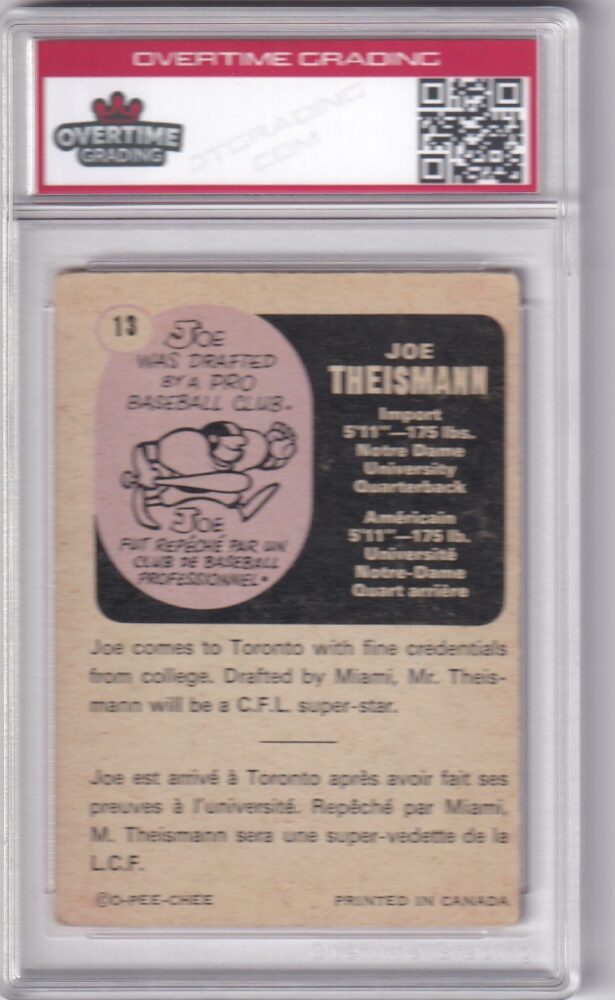 OVERTIME GRADING
OVERTIME
GRADING
OTGRADING
.COM
13
JOE
WAS DRAFTED
BY A PRO
BASEBALL CLUB.
JOE
FUT REPÊCHÉ PAR UN
CLUB DE BASEBALL
PROFESSIONNEL.
JOE
THEISMANN
Import
5'11"—175 lbs.
Notre Dame
University
Quarterback
Américain
5'11"—175 lb.
Université
Notre-Dame
Quart arrière
Joe comes to Toronto with fine credentials
from college. Drafted by Miami, Mr. Theis-
mann will be a C.F.L. super-star.
Joe est arrivé à Toronto après avoir fait ses
preuves à l'université. Repêché par Miami,
M. Theismann sera une super-vedette de la
L.C.F.
©O-PEE-CHEE
PRINTED IN CANADA
Overtime Grading